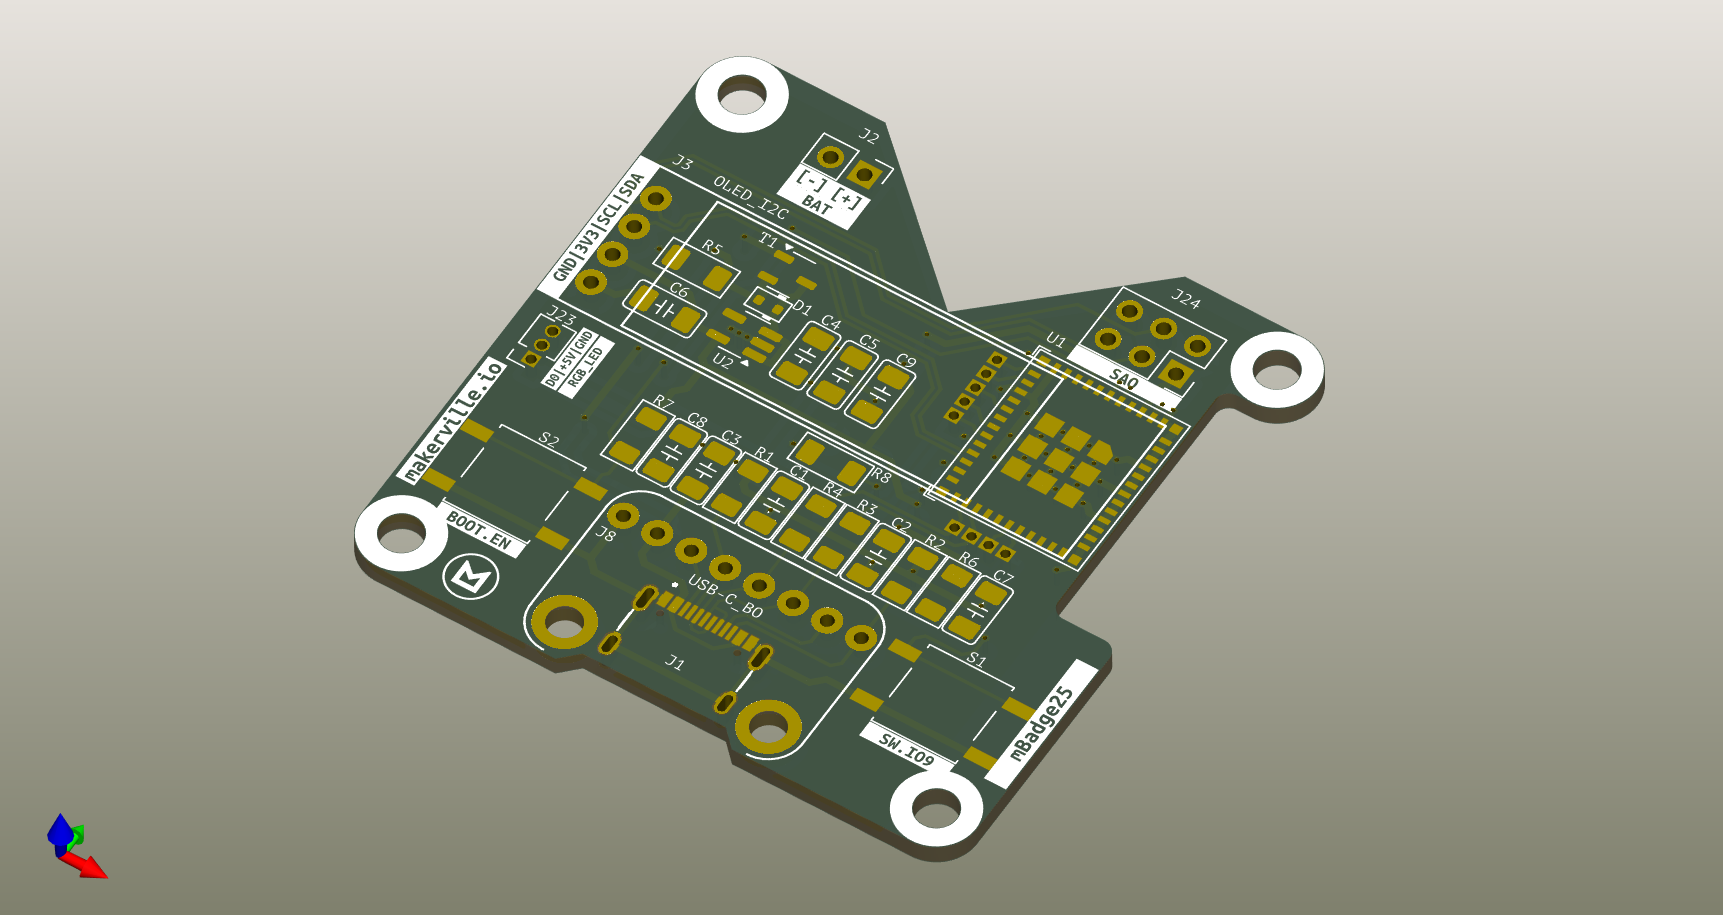 J2
[-] [+]
BAT
J3
OLED_I2C
GND|3V3|SCL|SDA
T1
R5
C6
D1
C4
C5
C9
U2
J24
SAO
U1
J23
D0|+5V|GND
RGB_LED
makerville.io
S2
BOOT.EN
R7
C8
C3
R1
C1
R4
R3
C2
R2
R6
C7
R8
J8
USB-C_BO
J1
S1
SW.IO9
mBadge25